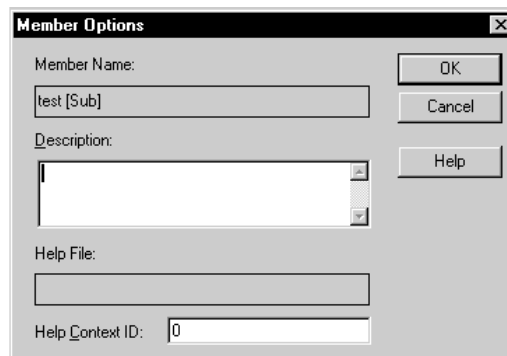 Member Options
Member Name:
OK
test [Sub]
Cancel
Description:
Help
Help File:
Help Context ID: 0